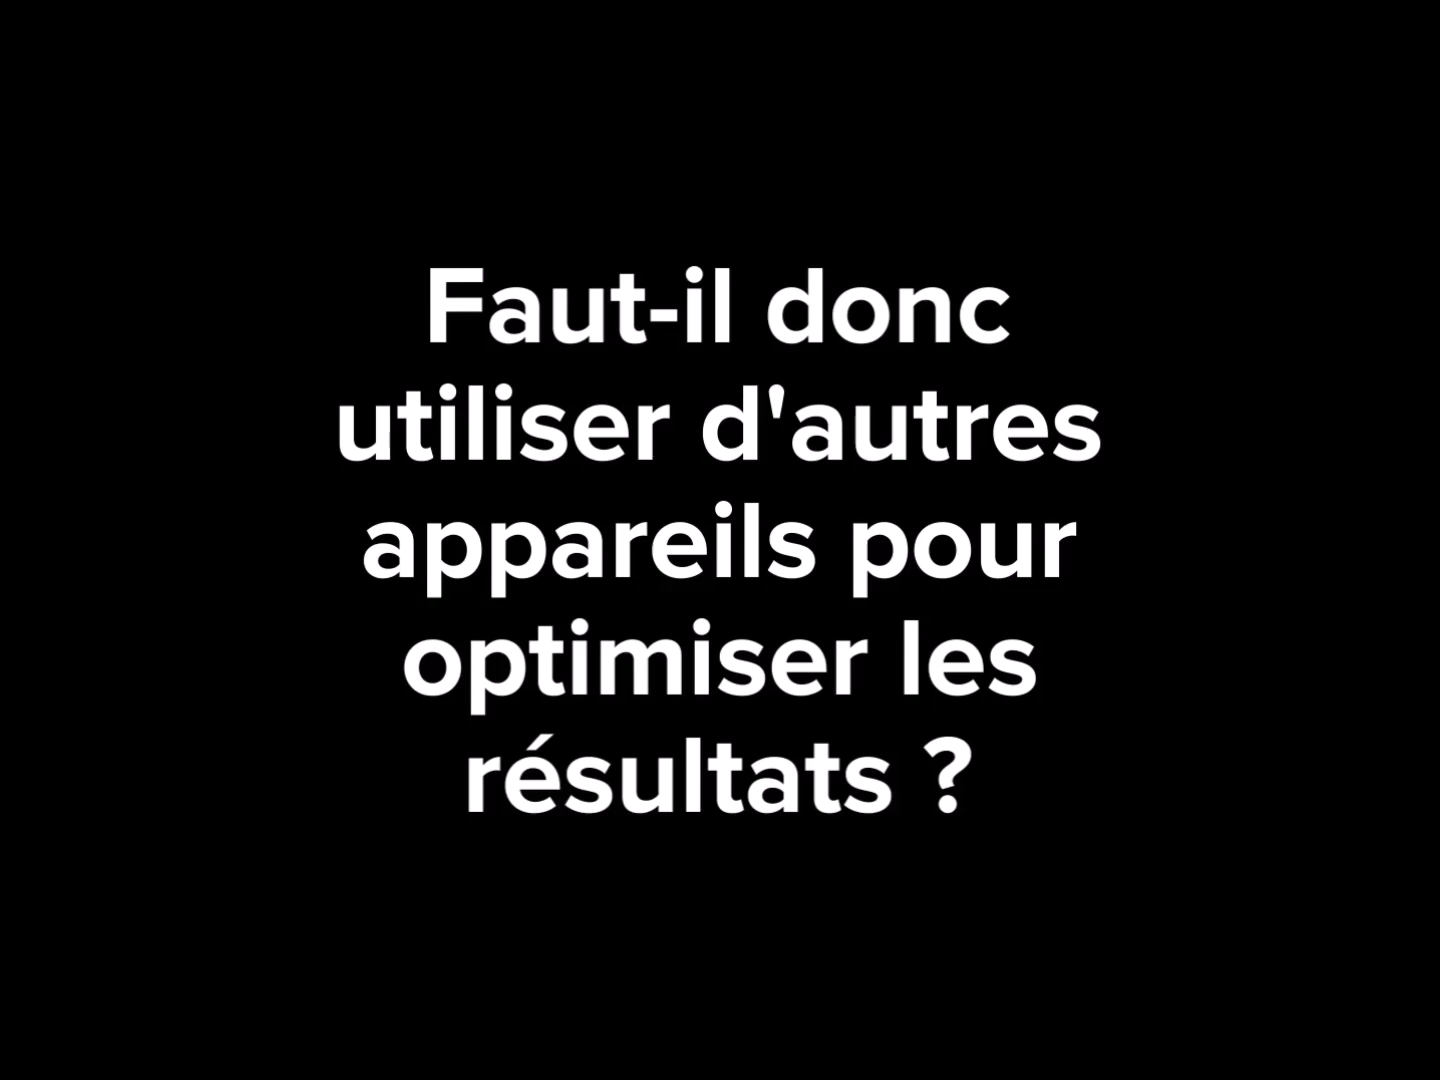 Faut-il donc
utiliser d'autres
appareils pour
optimiser les
résultats ?